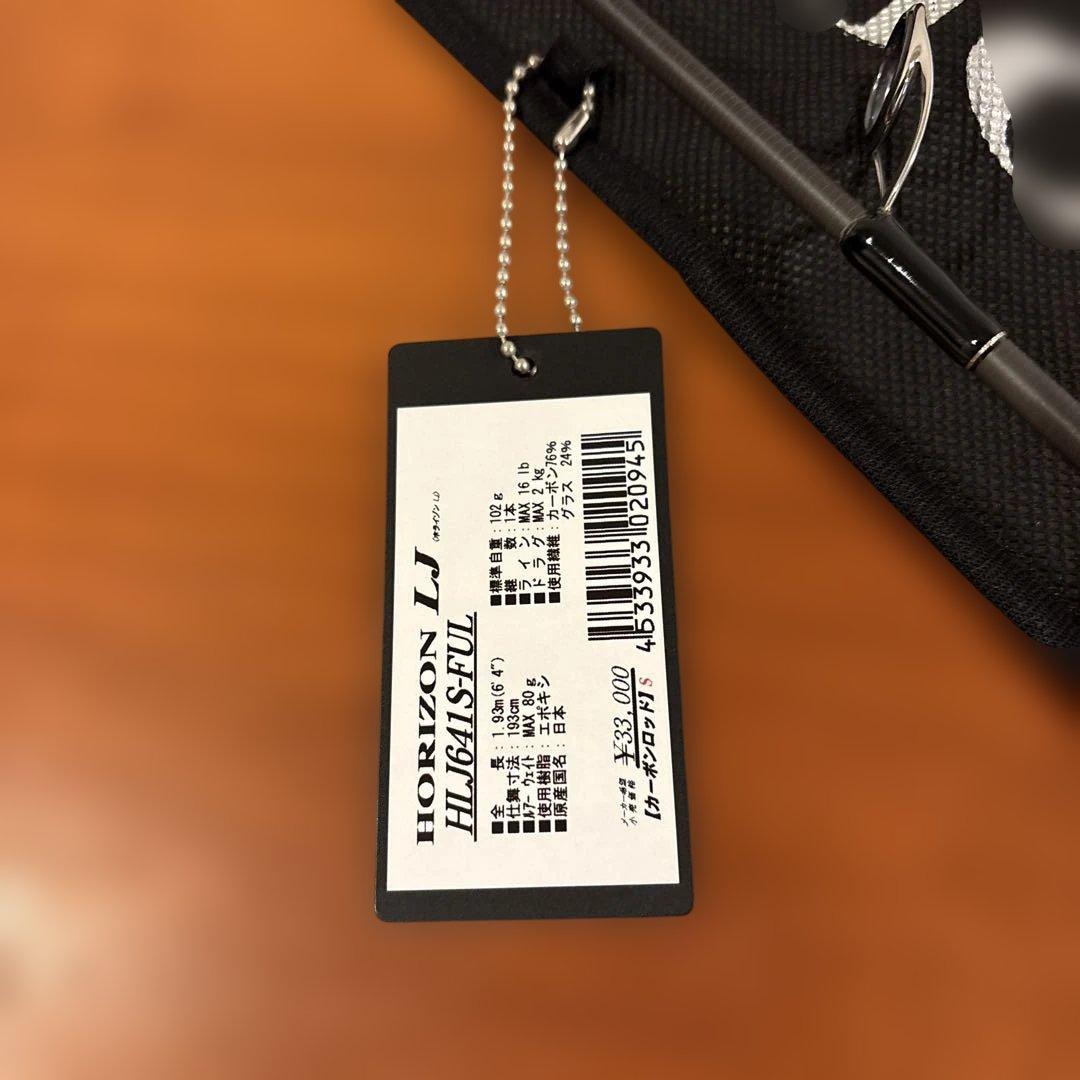 HORIZON LJ (ホライゾン LJ)
HLJ641S-FUL
■全長:1.93m(6'4")
■仕舞寸法:193cm
■ルアーウェイト:MAX 80g
■使用樹脂:エポキシ
■原産国名:日本
■標準自重:102g
■継数:1本
■ライン:MAX 16 lb
■ドラグ:MAX 2 kg
■使用繊維:カーボン76%
グラス 24%
メーカー希望
小売価格 ¥33,000
【カーボンロッド】S
4533933020945